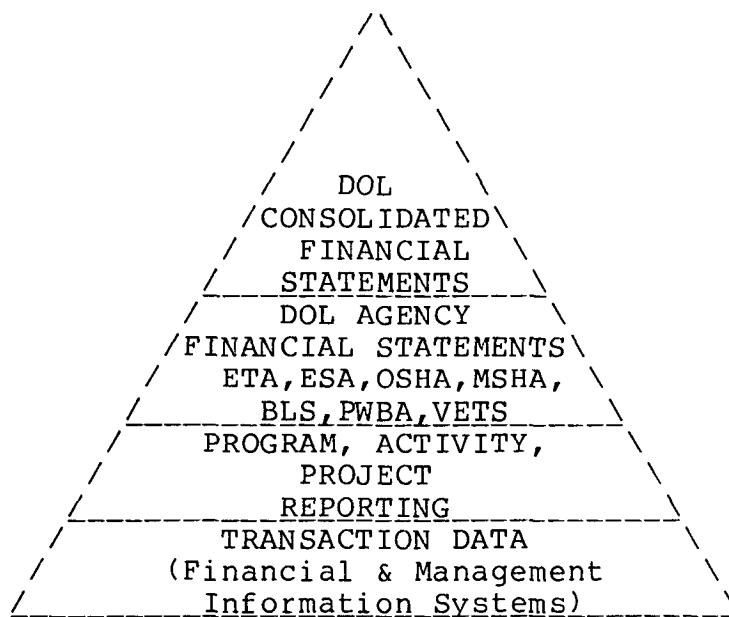 DOL
CONSOLIDATED
FINANCIAL
STATEMENTS
DOL AGENCY
FINANCIAL STATEMENTS
ETA,ESA,OSHA,MSHA,
BLS,PWBA,VETS
PROGRAM, ACTIVITY,
PROJECT
REPORTING
TRANSACTION DATA
(Financial & Management
Information Systems)